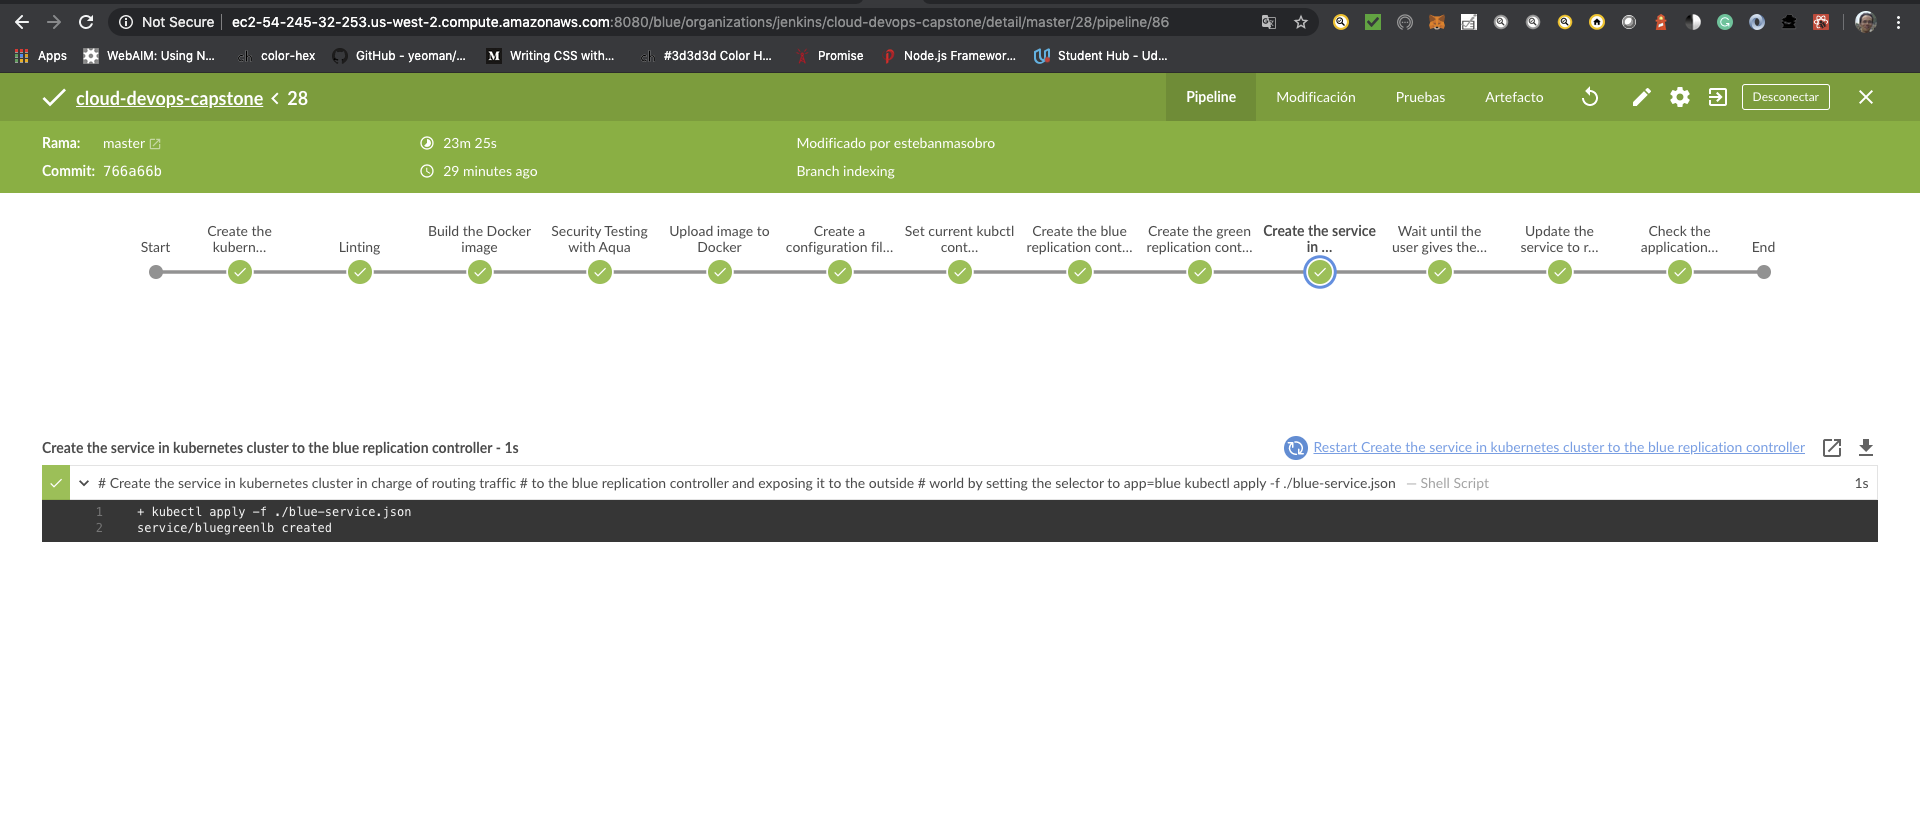 Not Secure ec2-54-245-32-253.us-west-2.compute.amazonaws.com:8080/blue/organizations/jenkins/cloud-devops-capstone/detail/master/28/pipeline/86
Apps WebAIM: Using N... ch color-hex GitHub - yeoman/... M Writing CSS with... ch #3d3d3d Color H... Promise Node.js Framewor... Student Hub - Ud...
cloud-devops-capstone < 28 Pipeline Modificación Pruebas Artefacto Desconectar
Rama: master 23m 25s Modificado por estebanmasobro
Commit: 766a66b 29 minutes ago Branch indexing
Start
Create the
kubern...
Linting
Build the Docker
image
Security Testing
with Aqua
Upload image to
Docker
Create a
configuration fil...
Set current kubctl
cont...
Create the blue
replication cont...
Create the green
replication cont...
Create the service
in ...
Wait until the
user gives the...
Update the
service to r...
Check the
application...
End
Create the service in kubernetes cluster to the blue replication controller - 1s Restart Create the service in kubernetes cluster to the blue replication controller
# Create the service in kubernetes cluster in charge of routing traffic # to the blue replication controller and exposing it to the outside # world by setting the selector to app=blue kubectl apply -f ./blue-service.json — Shell Script 1s
1 + kubectl apply -f ./blue-service.json
2 service/bluegreenlb created